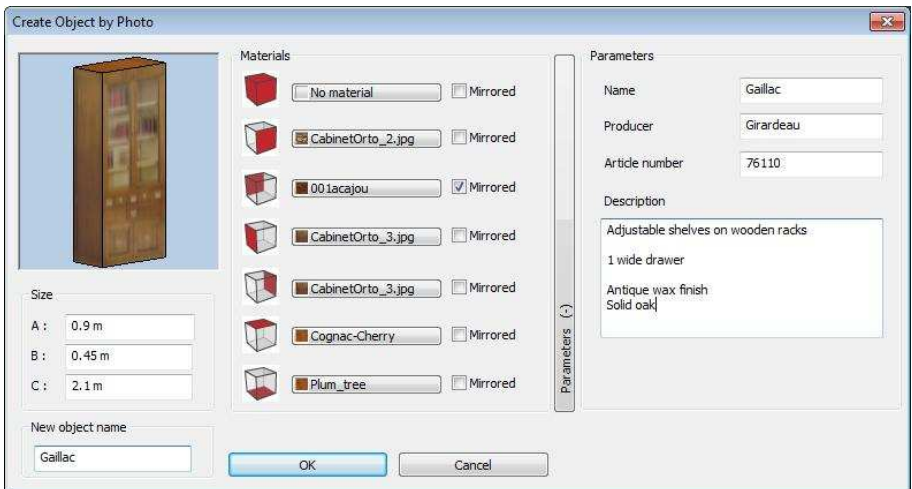 Create Object by Photo
Materials
No material
Mirrored
CabinetOrto_2.jpg
Mirrored
001acajou
Mirrored
CabinetOrto_3.jpg
Mirrored
CabinetOrto_3.jpg
Mirrored
Cognac-Cherry
Mirrored
Plum_tree
Mirrored
Size
A : 0.9 m
B : 0.45 m
C : 2.1 m
New object name
Gaillac
OK
Cancel
Parameters (-)
Parameters
Name Gaillac
Producer Girardeau
Article number 76110
Description
Adjustable shelves on wooden racks
1 wide drawer
Antique wax finish
Solid oak